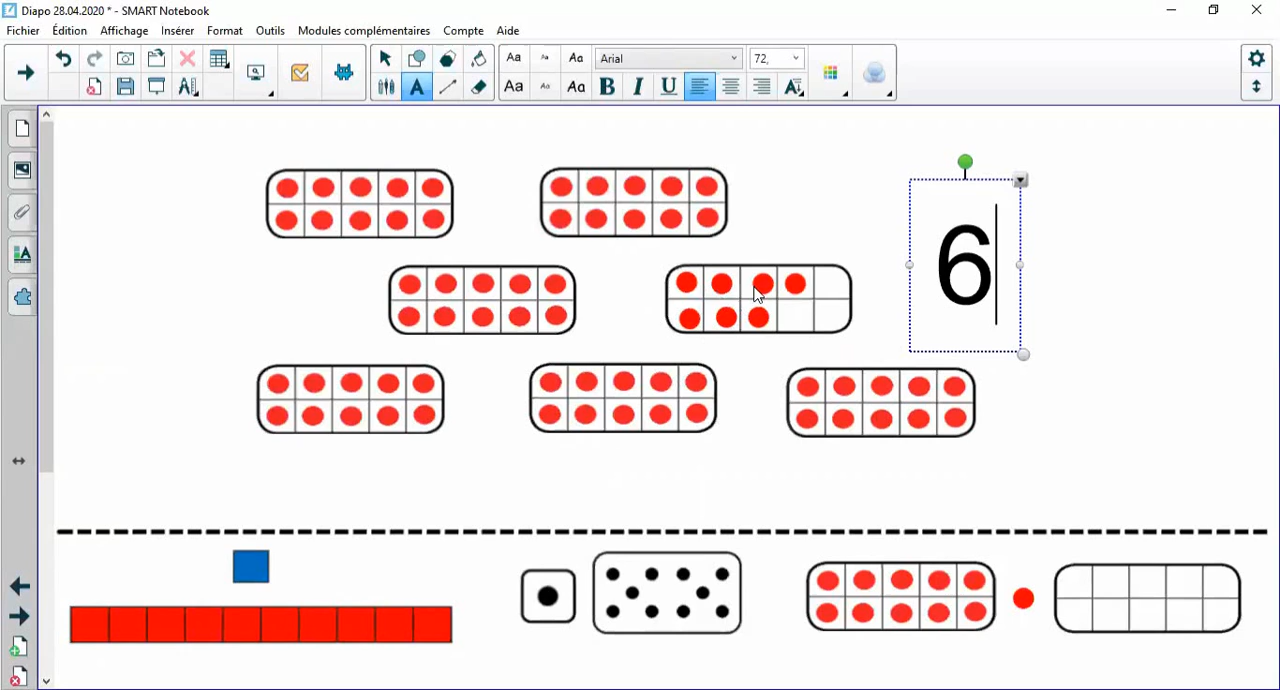 Diapo 28.04.2020 * - SMART Notebook
Fichier Édition Affichage Insérer Format Outils Modules complémentaires Compte Aide
Aa Aa Aa Arial 72,
A Aa Aa Aa B I U A
6